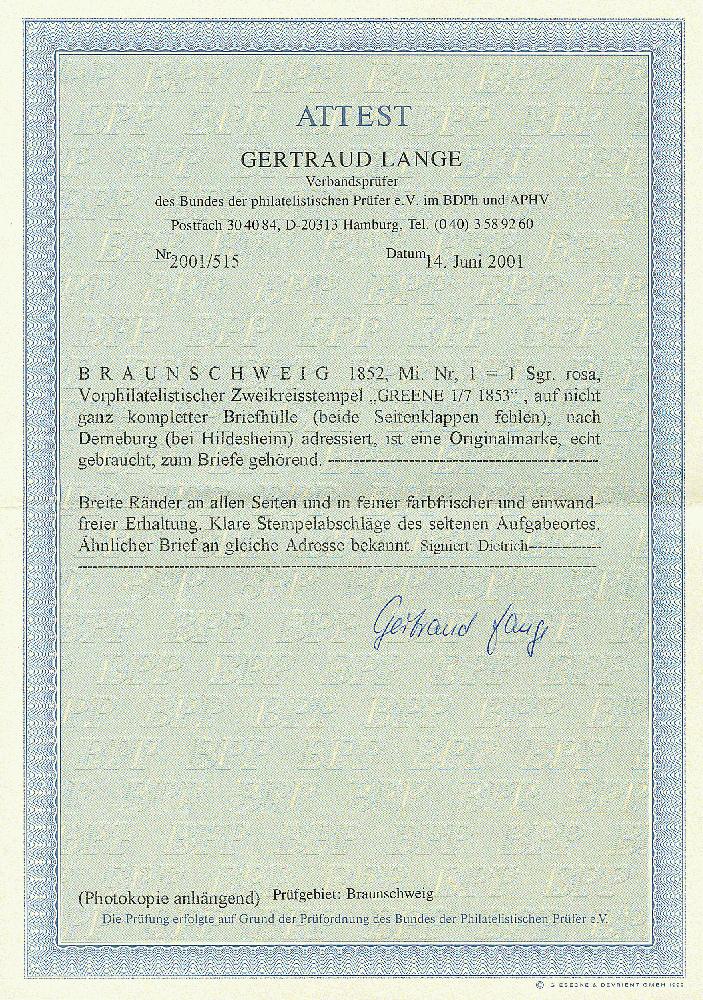 ATTEST
GERTRAUD LANGE
Verbandsprüfer
des Bundes der philatelistischen Prüfer e.V. im BDPh und APHV
Postfach 30 40 84, D-20313 Hamburg, Tel. (0 40) 3 58 92 60
Nr. 2001/515 Datum 14. Juni 2001
B R A U N S C H W E I G 1852, Mi. Nr, 1 = 1 Sgr. rosa,
Vorphilatelistischer Zweikreisstempel „GREENE 1/7 1853“ , auf nicht
ganz kompletter Briefhülle (beide Seitenklappen fehlen), nach
Derneburg (bei Hildesheim) adressiert, ist eine Originalmarke, echt
gebraucht, zum Briefe gehörend. ----------------------------------------
Breite Ränder an allen Seiten und in feiner farbfrischer und einwand-
freier Erhaltung. Klare Stempelabschläge des seltenen Aufgabeortes.
Ähnlicher Brief an gleiche Adresse bekannt. Signiert: Dietrich-----------
Gertraud Lange
(Photokopie anhängend) Prüfgebiet: Braunschweig
Die Prüfung erfolgte auf Grund der Prüfordnung des Bundes der Philatelistischen Prüfer e.V.
© GIESECKE & DEVRIENT GMBH